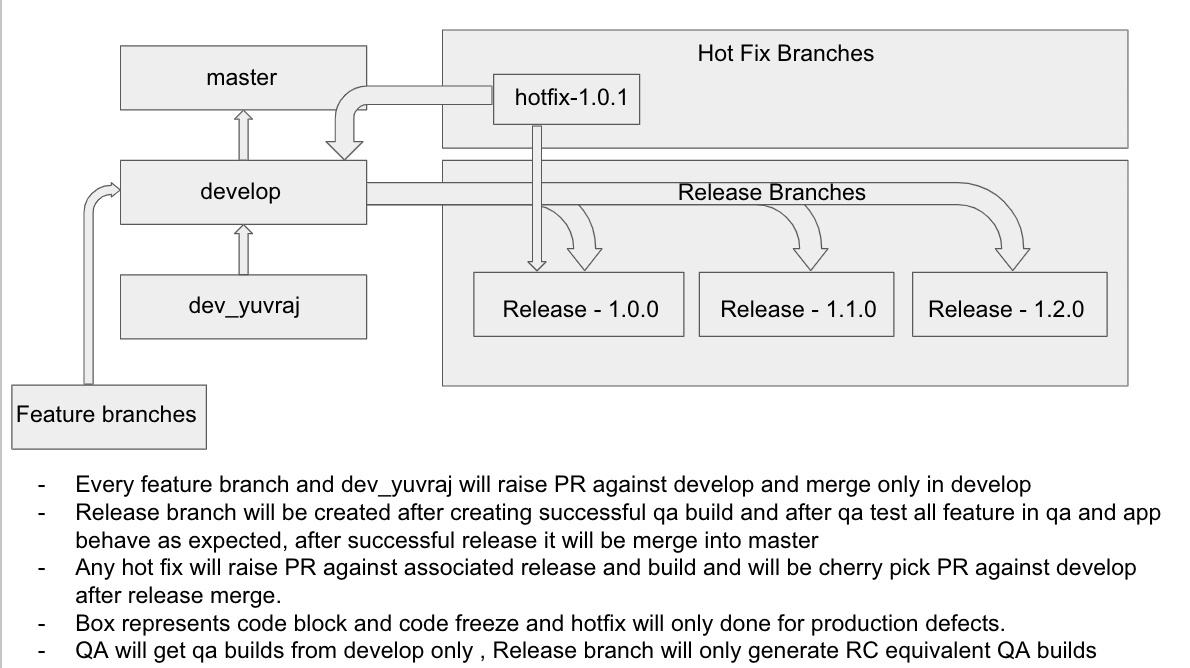 Hot Fix Branches
master
hotfix-1.0.1
develop
Release Branches
dev_yuvraj
Release - 1.0.0
Release - 1.1.0
Release - 1.2.0
Feature branches
- Every feature branch and dev_yuvraj will raise PR against develop and merge only in develop
- Release branch will be created after creating successful qa build and after qa test all feature in qa and app
behave as expected, after successful release it will be merge into master
- Any hot fix will raise PR against associated release and build and will be cherry pick PR against develop
after release merge.
- Box represents code block and code freeze and hotfix will only done for production defects.
- QA will get qa builds from develop only , Release branch will only generate RC equivalent QA builds